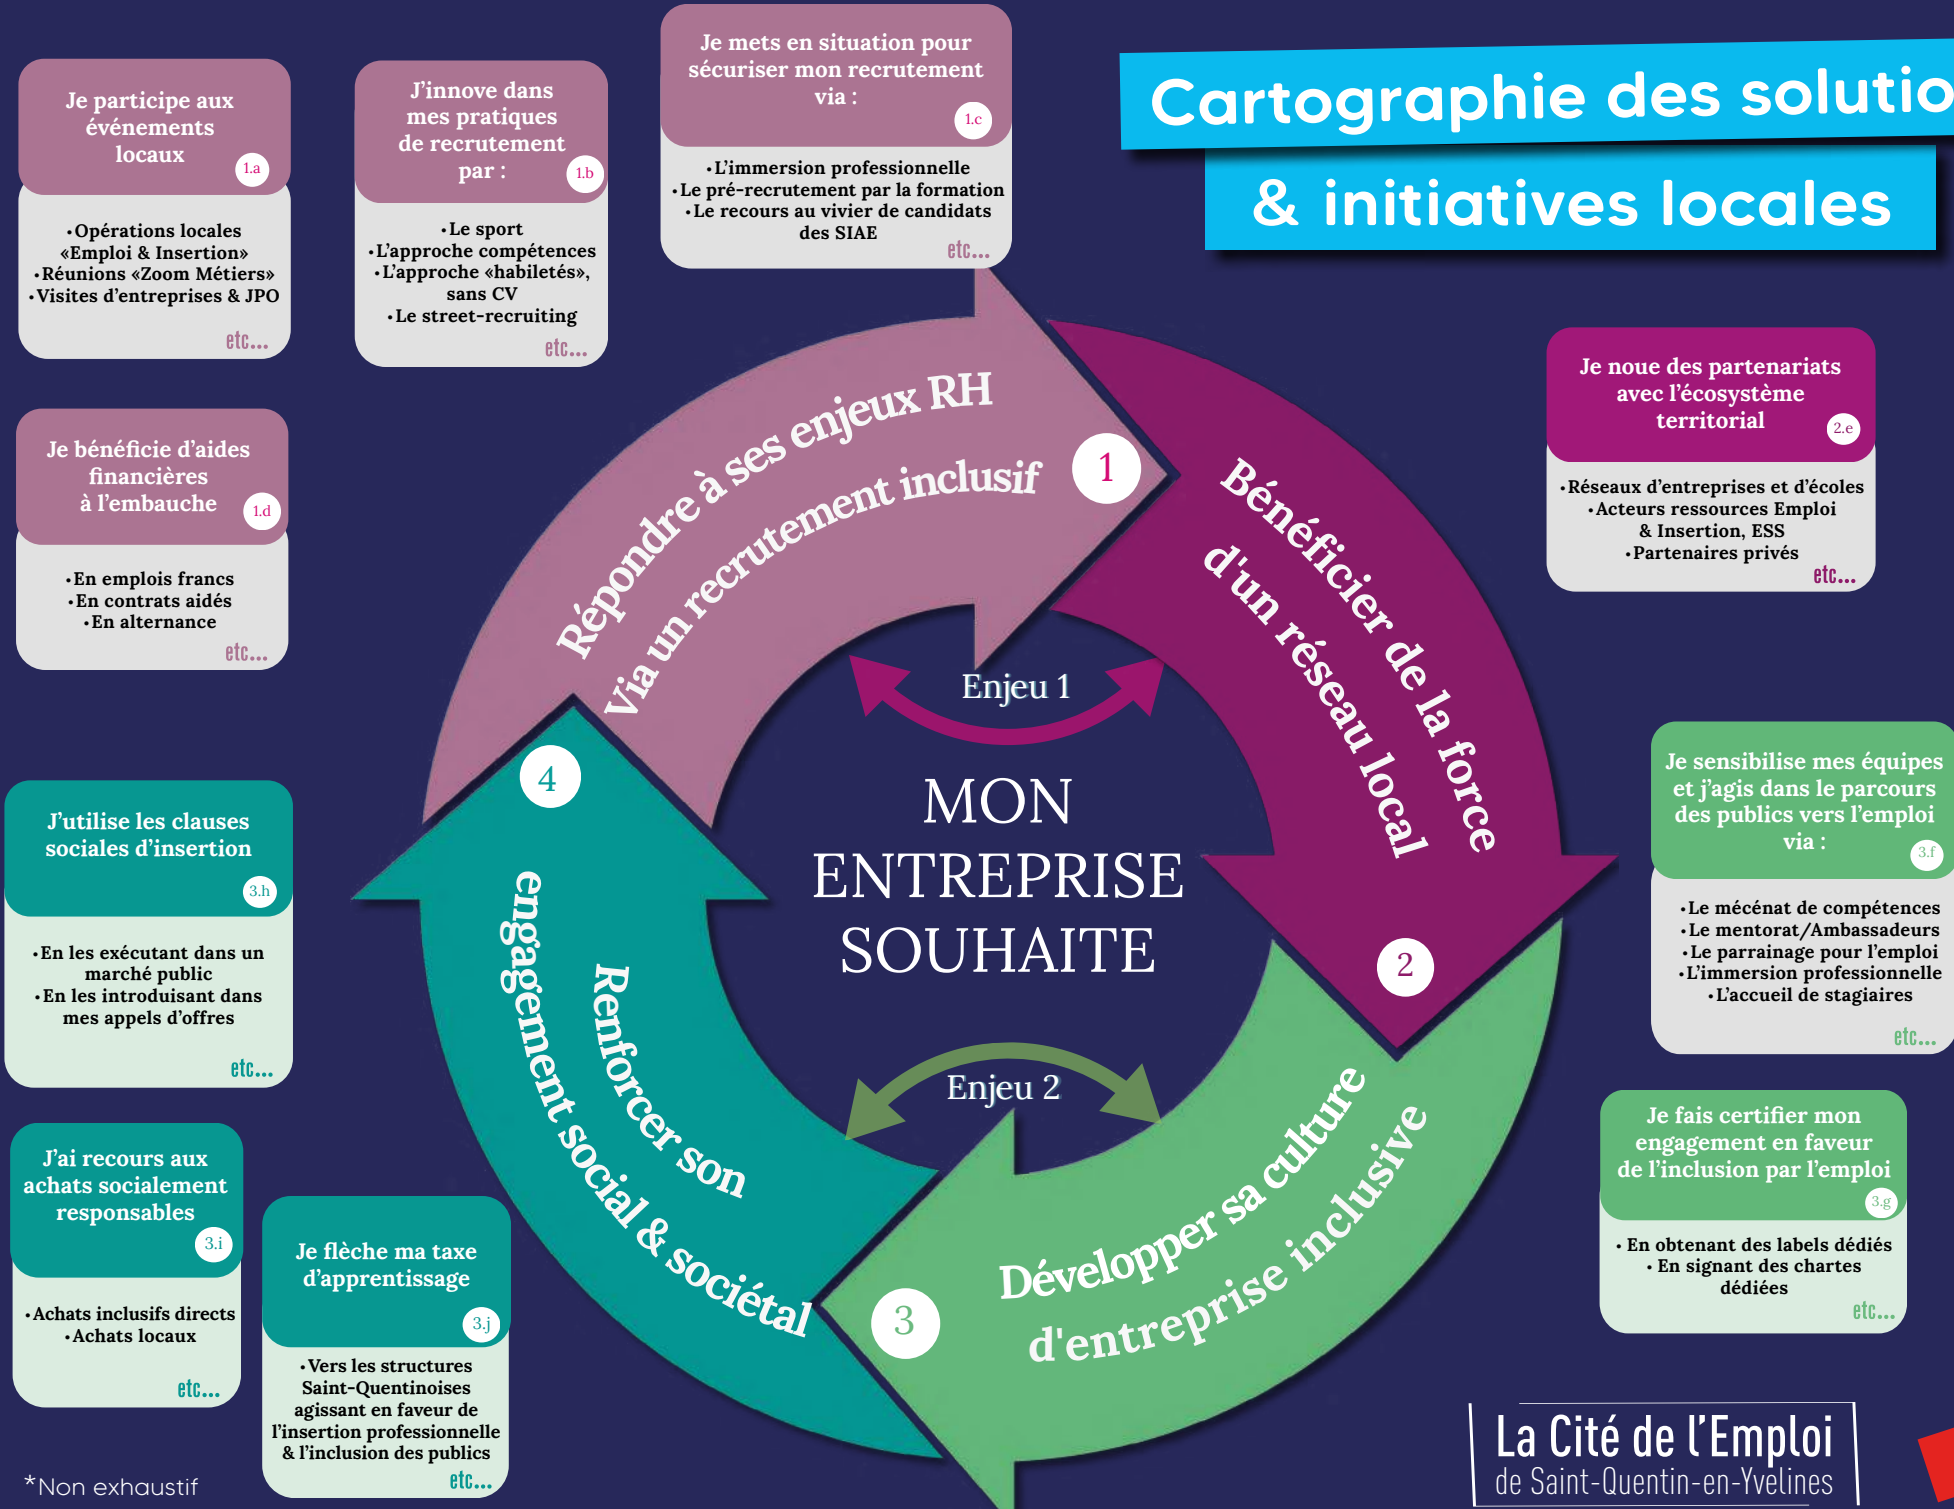 Cartographie des solutio
& initiatives locales
Je participe aux
événements
locaux
1.a
•Opérations locales
«Emploi & Insertion»
•Réunions «Zoom Métiers»
•Visites d'entreprises & JPO
etc...
J'innove dans
mes pratiques
de recrutement
par :
1.b
•Le sport
•L'approche compétences
•L'approche «habiletés»,
sans CV
•Le street-recruiting
etc...
Je mets en situation pour
sécuriser mon recrutement
via :
1.c
•L'immersion professionnelle
•Le pré-recrutement par la formation
•Le recours au vivier de candidats
des SIAE
etc...
Je bénéficie d'aides
financières
à l'embauche
1.d
•En emplois francs
•En contrats aidés
•En alternance
etc...
Je noue des partenariats
avec l'écosystème
territorial
2.e
•Réseaux d'entreprises et d'écoles
•Acteurs ressources Emploi
& Insertion, ESS
•Partenaires privés
etc...
Répondre à ses enjeux RH
Via un recrutement inclusif
1
Bénéficier de la force
d'un réseau local
2
Enjeu 1
MON
ENTREPRISE
SOUHAITE
Enjeu 2
Développer sa culture
d'entreprise inclusive
3
Renforcer son
engagement social & sociétal
4
Je sensibilise mes équipes
et j'agis dans le parcours
des publics vers l'emploi
via :
3.f
•Le mécénat de compétences
•Le mentorat/Ambassadeurs
•Le parrainage pour l'emploi
•L'immersion professionnelle
•L'accueil de stagiaires
etc...
Je fais certifier mon
engagement en faveur
de l'inclusion par l'emploi
3.g
• En obtenant des labels dédiés
• En signant des chartes
dédiées
etc...
J'utilise les clauses
sociales d'insertion
3.h
•En les exécutant dans un
marché public
•En les introduisant dans
mes appels d'offres
etc...
J'ai recours aux
achats socialement
responsables
3.i
•Achats inclusifs directs
•Achats locaux
etc...
Je flèche ma taxe
d'apprentissage
3.j
•Vers les structures
Saint-Quentinoises
agissant en faveur de
l'insertion professionnelle
& l'inclusion des publics
etc...
*Non exhaustif
La Cité de l'Emploi
de Saint-Quentin-en-Yvelines